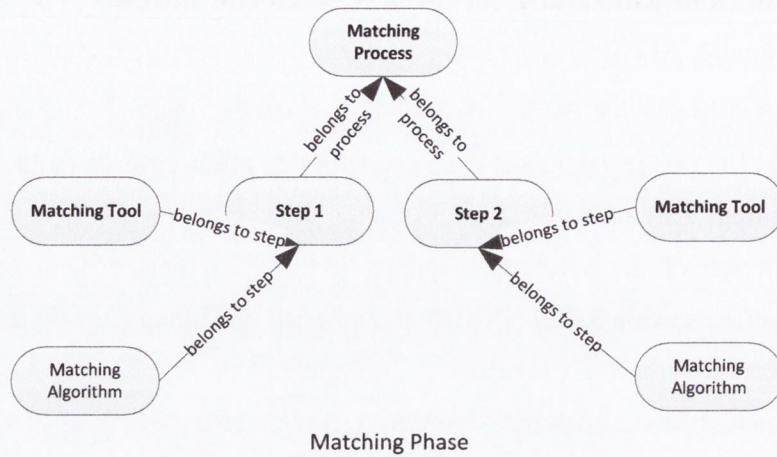 Matching
Process
belongs to
process
belongs to
process
Matching Tool
belongs to step
Step 1
Step 2
belongs to step
Matching Tool
belongs to step
belongs to step
Matching
Algorithm
Matching
Algorithm
Matching Phase